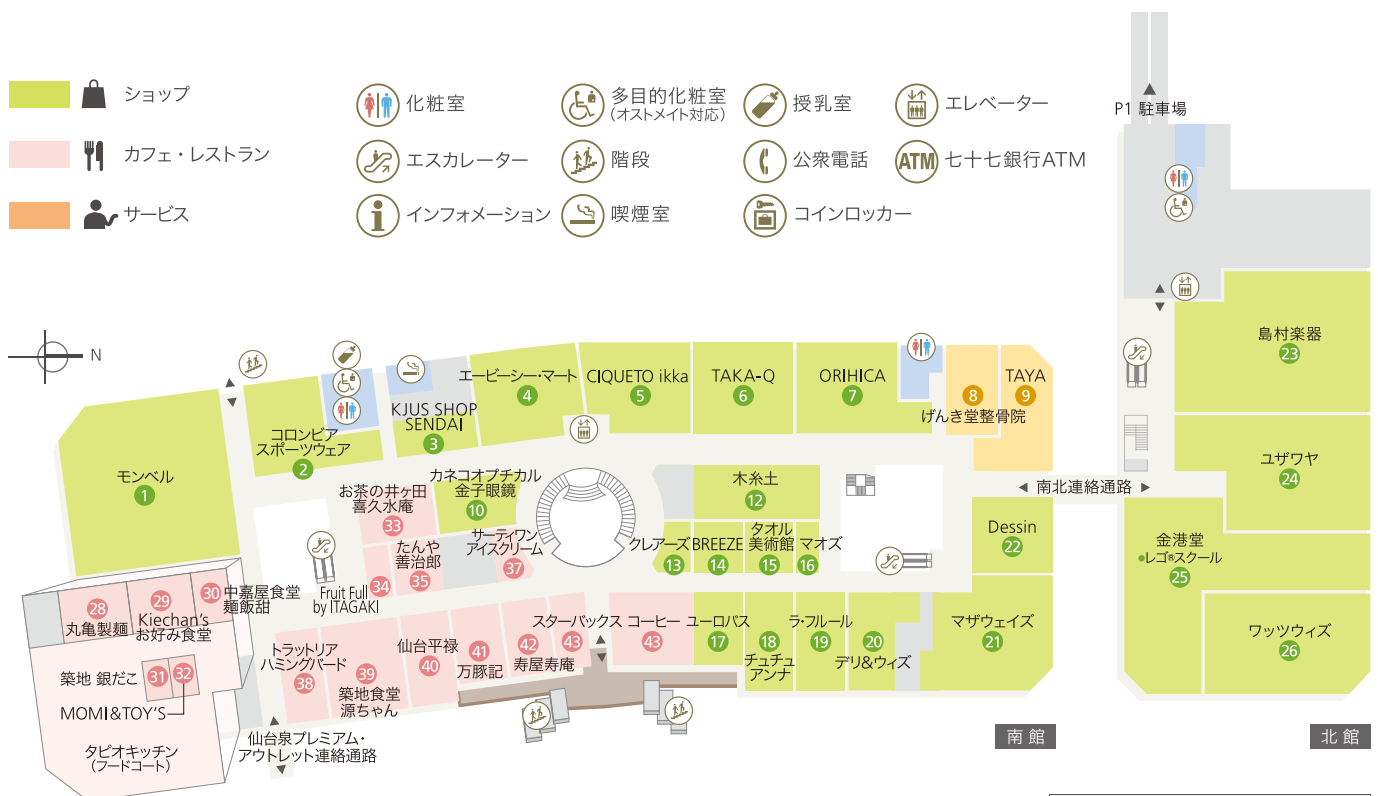 ショップ
カフェ・レストラン
サービス
化粧室
エスカレーター
インフォメーション
多目的化粧室
(オストメイト対応)
階段
喫煙室
授乳室
公衆電話
コインロッカー
エレベーター
ATM 七十七銀行ATM
P1 駐車場
N
モンベル
1
コロンビア
スポーツウェア
2
KJUS SHOP
SENDAI
3
エービーシー・マート
4
CIQUETO ikka
5
TAKA-Q
6
ORIHICA
7
8
げんき堂整骨院
TAYA
9
カネコオプチカル
金子眼鏡
10
木糸土
12
クレアーズ
13
BREEZE
14
タオル
美術館
15
マオズ
16
ユーロパス
17
18
チュチュ
アンナ
ラ・フルール
19
20
デリ&ウィズ
マザウェイズ
21
Dessin
22
南北連絡通路
島村楽器
23
ユザワヤ
24
金港堂
レゴ®スクール
25
ワッツウィズ
26
28
丸亀製麺
29
Kiechan's
お好み食堂
30
中嘉屋食堂
麺飯甜
築地 銀だこ
31
32
MOMI&TOY'S
タピオキッチン
(フードコート)
お茶の井ヶ田
喜久水庵
33
34
Fruit Full
by ITAGAKI
たんや
善治郎
35
サーティワン
アイスクリーム
37
トラットリア
ハミングバード
38
39
築地食堂
源ちゃん
仙台平禄
40
41
万豚記
42
寿屋寿庵
スターバックス コーヒー
43
43
仙台泉プレミアム・
アウトレット連絡通路
南館
北館